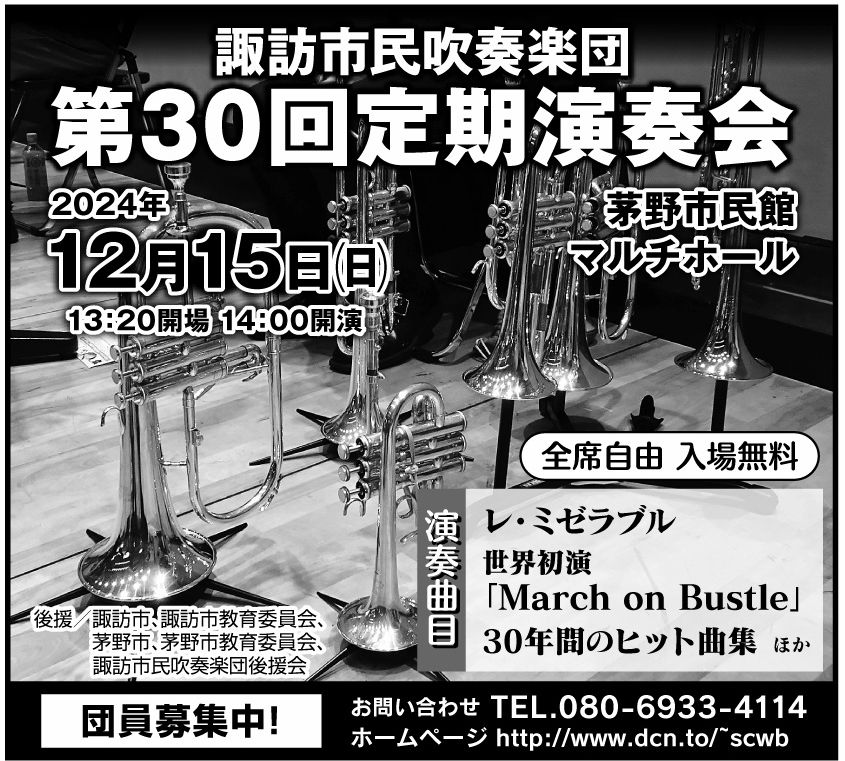 諏訪市民吹奏楽団
第30回定期演奏会
2024年
12月15日(日)
13:20開場 14:00開演
茅野市民館
マルチホール
全席自由 入場無料
演奏曲目
レ・ミゼラブル
世界初演
「March on Bustle」
30年間のヒット曲集 ほか
後援／諏訪市、諏訪市教育委員会、
茅野市、茅野市教育委員会、
諏訪市民吹奏楽団後援会
団員募集中!
お問い合わせ TEL.080-6933-4114
ホームページ http://www.dcn.to/~scwb